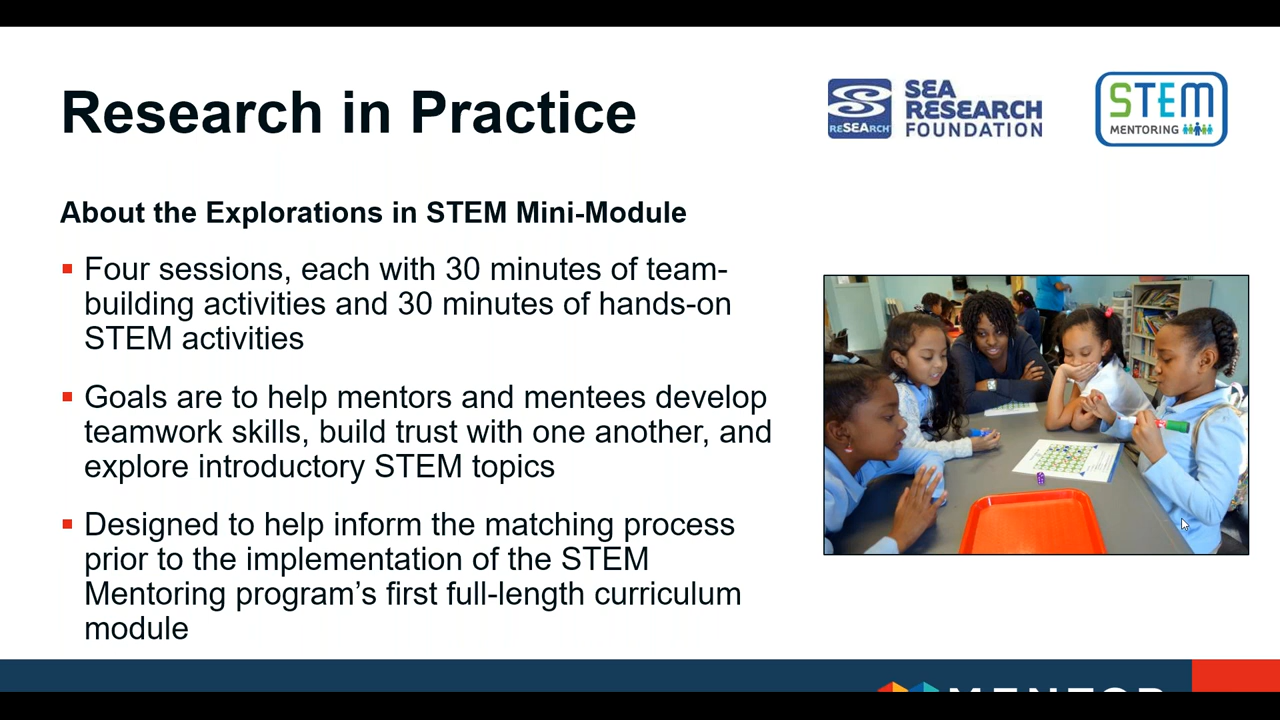 Research in Practice
SEA
RESEARCH
FOUNDATION
reSEArch
STEM
MENTORING
About the Explorations in STEM Mini-Module
Four sessions, each with 30 minutes of team-
building activities and 30 minutes of hands-on
STEM activities
Goals are to help mentors and mentees develop
teamwork skills, build trust with one another, and
explore introductory STEM topics
Designed to help inform the matching process
prior to the implementation of the STEM
Mentoring program’s first full-length curriculum
module
MENTOR